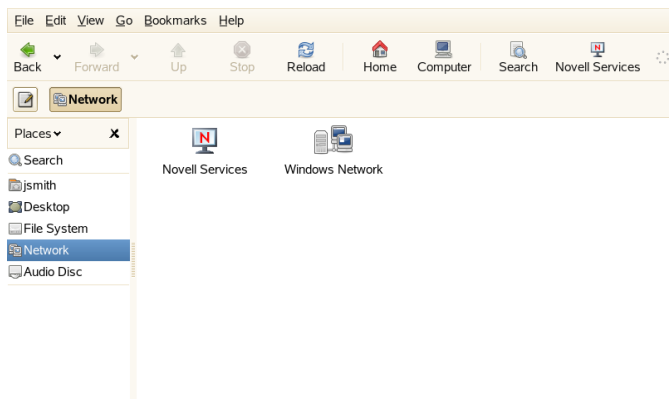 File Edit View Go Bookmarks Help
Back Forward Up Stop Reload Home Computer Search Novell Services
Network
Places
Search
jsmith
Desktop
File System
Network
Audio Disc
N
Novell Services
Windows Network